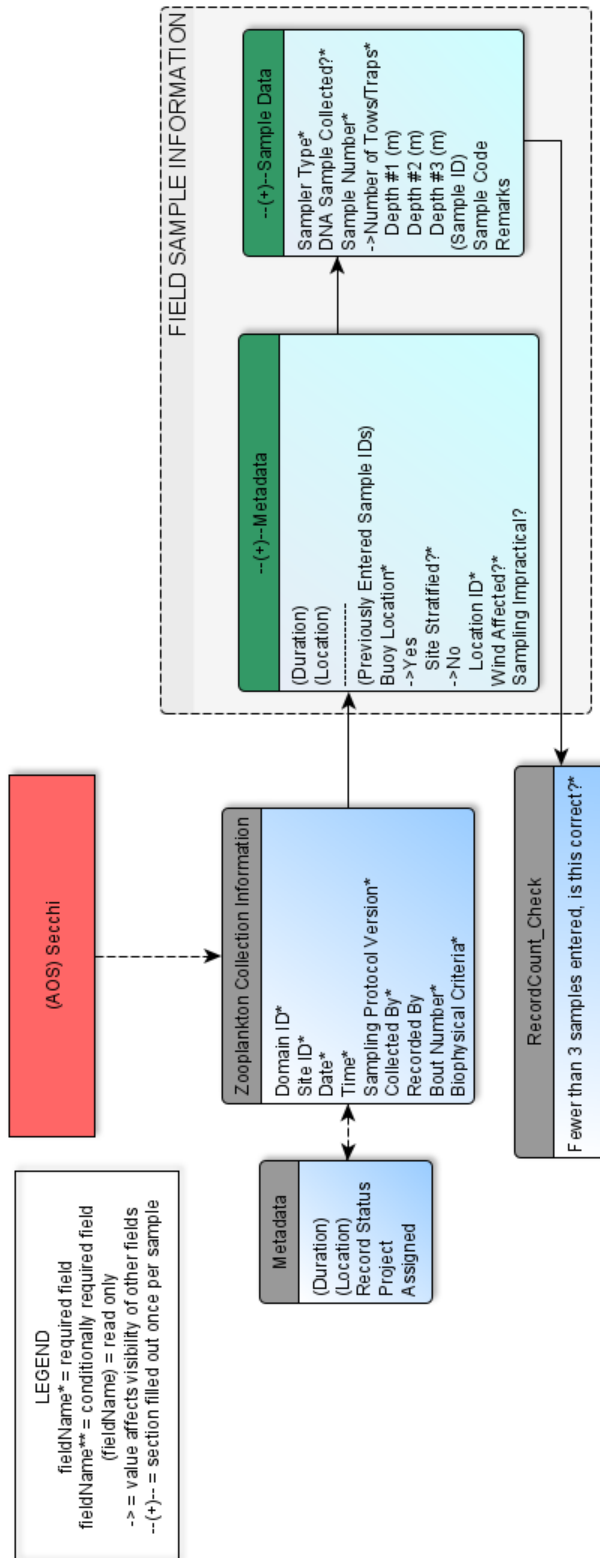 LEGEND
fieldName* = required field
fieldName** = conditionally required field
(fieldName) = read only
-> = value affects visibility of other fields
--(+)-- = section filled out once per sample
(AOS) Secchi
Metadata
(Duration)
(Location)
Record Status
Project
Assigned
Zooplankton Collection Information
Domain ID*
Site ID*
Date*
Time*
Sampling Protocol Version*
Collected By*
Recorded By
Bout Number*
Biophysical Criteria*
FIELD SAMPLE INFORMATION
--(+)--Metadata
(Duration)
(Location)
----------------
(Previously Entered Sample IDs)
Buoy Location*
->Yes
Site Stratified?*
->No
Location ID*
Wind Affected?*
Sampling Impractical?
--(+)--Sample Data
Sampler Type*
DNA Sample Collected?*
Sample Number*
->Number of Tows/Traps*
Depth #1 (m)
Depth #2 (m)
Depth #3 (m)
(Sample ID)
Sample Code
Remarks
RecordCount_Check
Fewer than 3 samples entered, is this correct?*